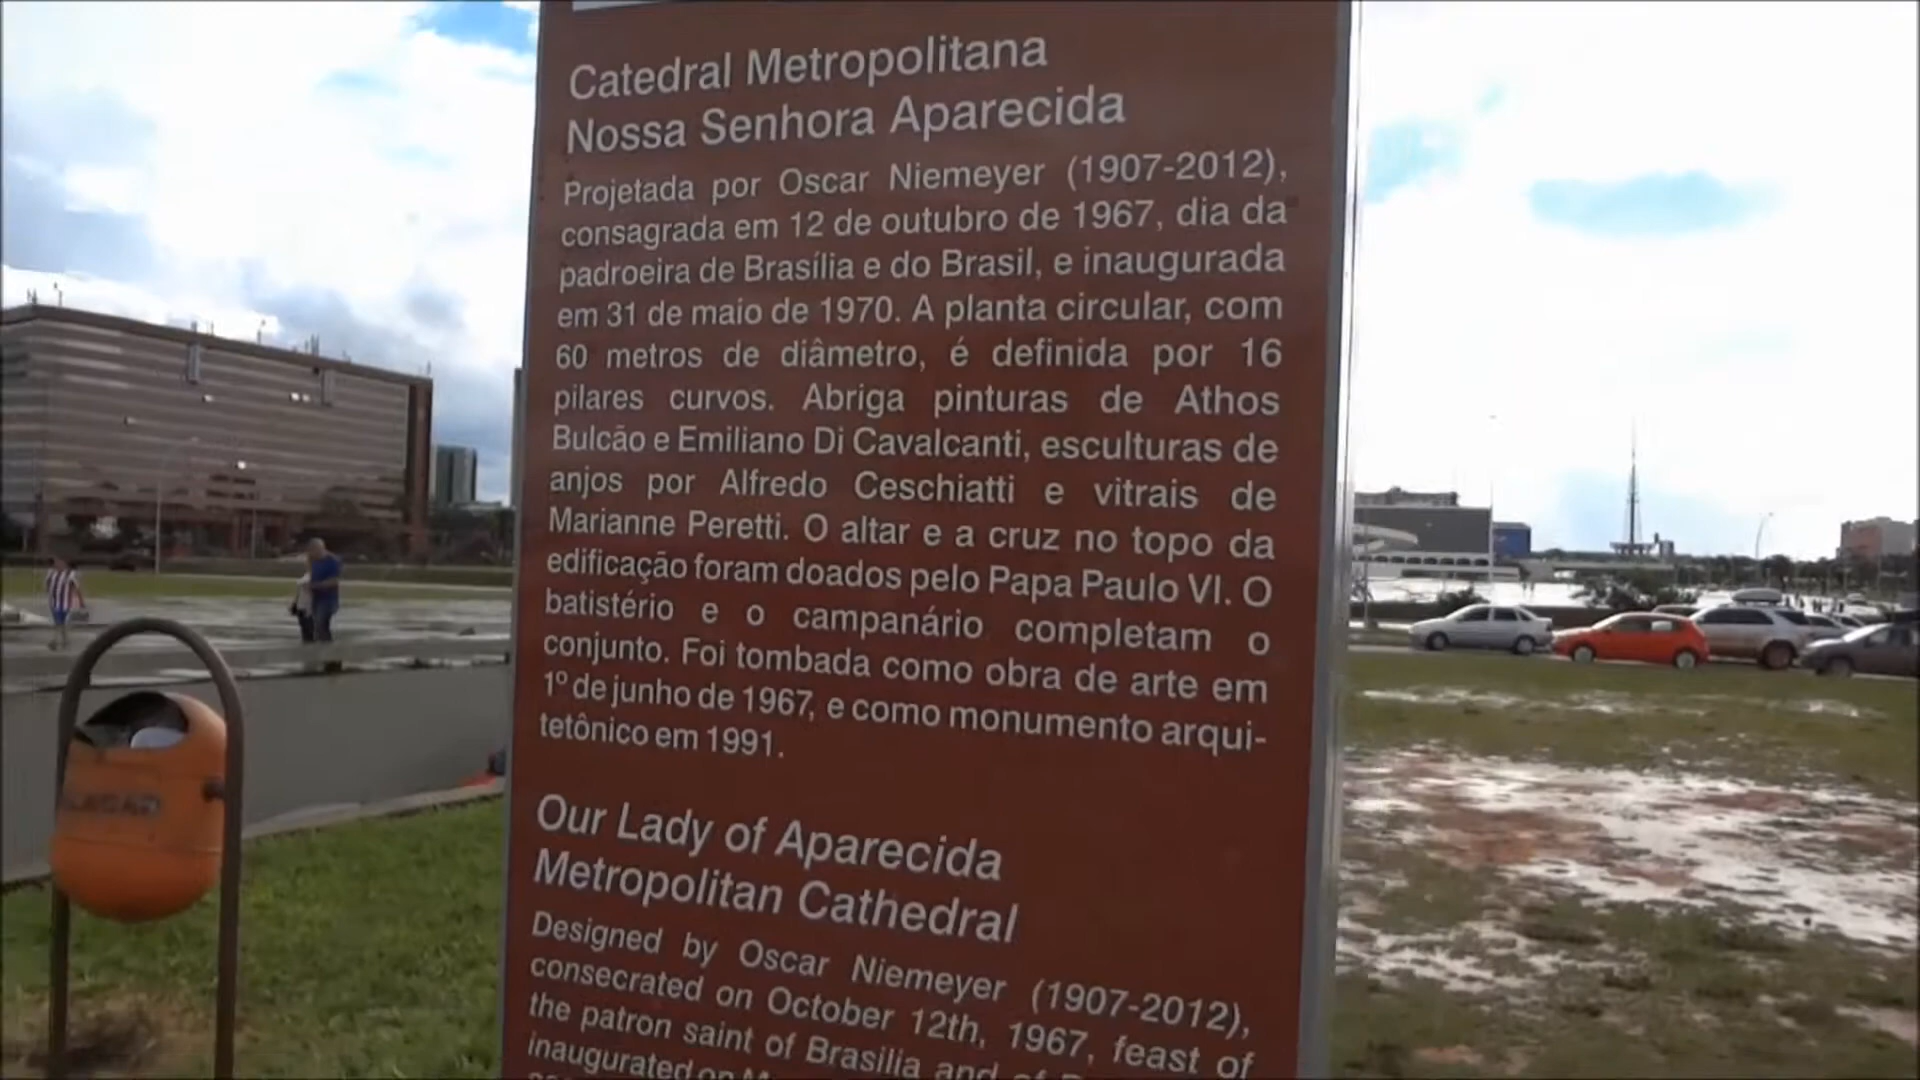 Catedral Metropolitana
Nossa Senhora Aparecida
Projetada por Oscar Niemeyer (1907-2012),
consagrada em 12 de outubro de 1967, dia da
padroeira de Brasília e do Brasil, e inaugurada
em 31 de maio de 1970. A planta circular, com
60 metros de diâmetro, é definida por 16
pilares curvos. Abriga pinturas de Athos
Bulcão e Emiliano Di Cavalcanti, esculturas de
anjos por Alfredo Ceschiatti e vitrais de
Marianne Peretti. O altar e a cruz no topo da
edificação foram doados pelo Papa Paulo VI. O
batistério e o campanário completam o
conjunto. Foi tombada como obra de arte em
1º de junho de 1967, e como monumento arqui-
tetônico em 1991.
Our Lady of Aparecida
Metropolitan Cathedral
Designed by Oscar Niemeyer (1907-2012),
consecrated on October 12th, 1967, feast of
the patron saint of Brasilia and of
inaugurated on